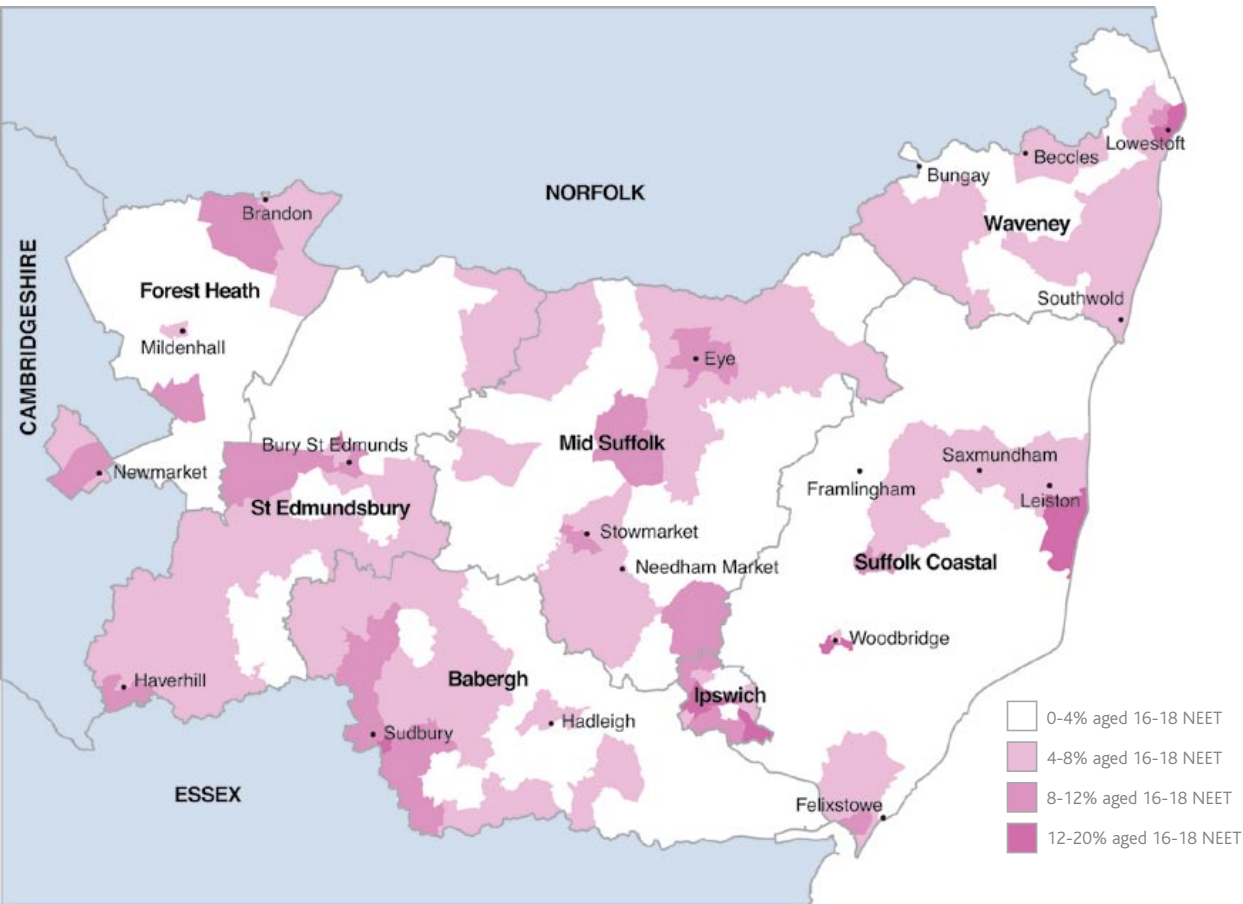 NORFOLK
CAMBRIDGESHIRE
ESSEX
Lowestoft
Beccles
Bungay
Waveney
Southwold
Brandon
Forest Heath
Mildenhall
Eye
Mid Suffolk
Bury St Edmunds
Newmarket
St Edmundsbury
Saxmundham
Framlingham
Leiston
Stowmarket
Needham Market
Suffolk Coastal
Woodbridge
Haverhill
Babergh
Ipswich
Hadleigh
Sudbury
Felixstowe
0-4% aged 16-18 NEET
4-8% aged 16-18 NEET
8-12% aged 16-18 NEET
12-20% aged 16-18 NEET